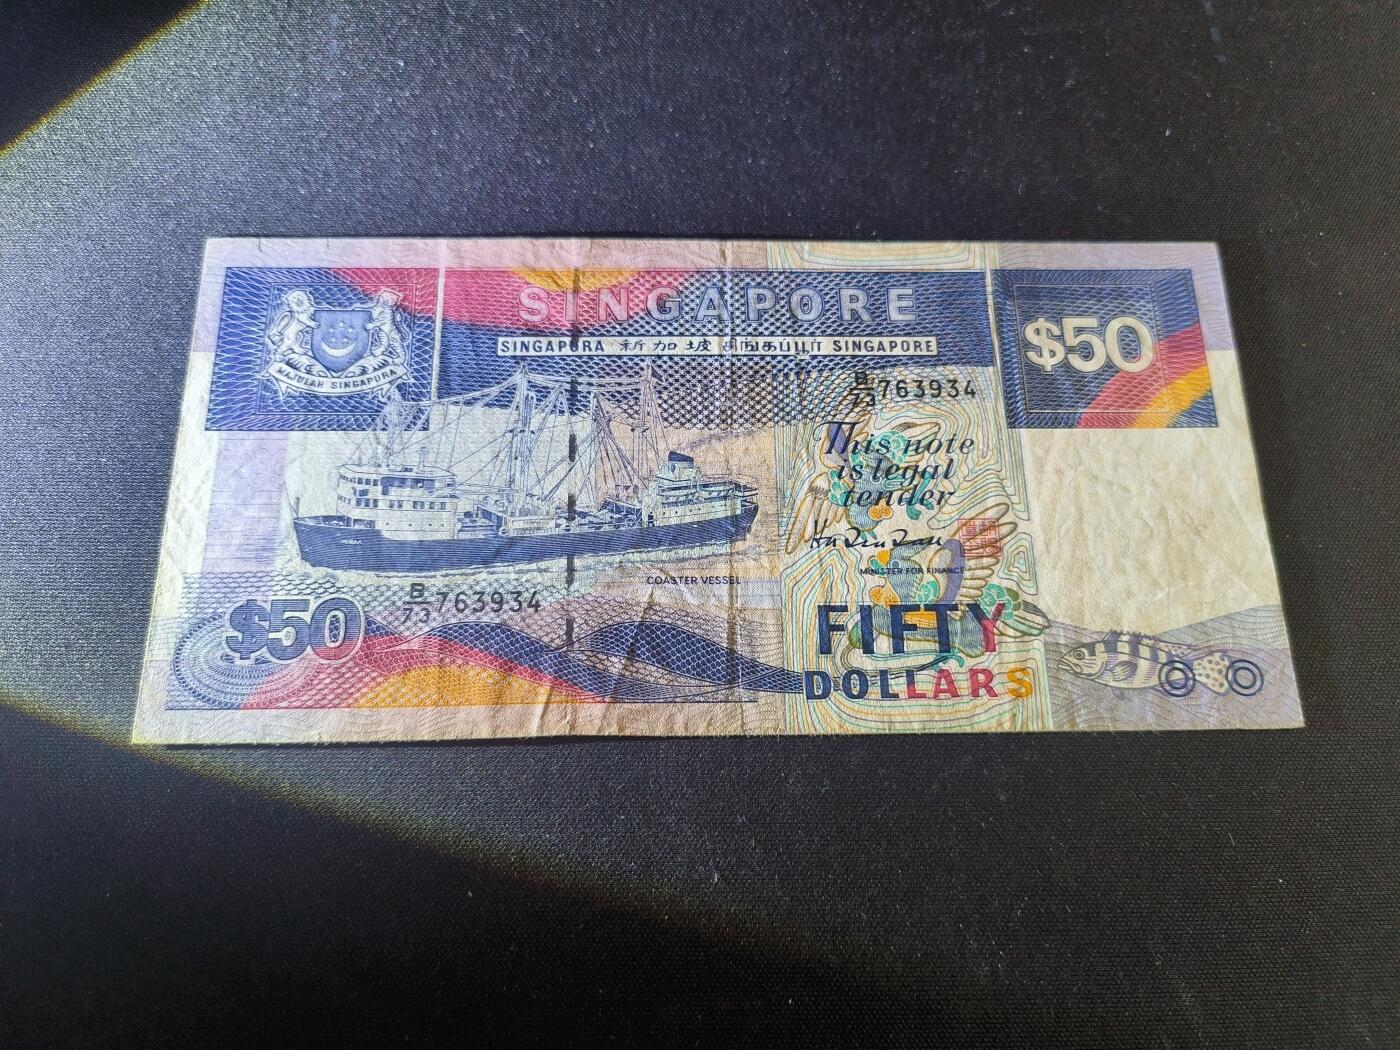 SINGAPORE
SINGAPURA 新加坡 சிங்கப்பூர் SINGAPORE
$50
MAJULAH SINGAPURA
B/73 763934
This note
is legal
tender
MINISTER FOR FINANCE
COASTER VESSEL
B/73 763934
$50
FIFTY
DOLLARS